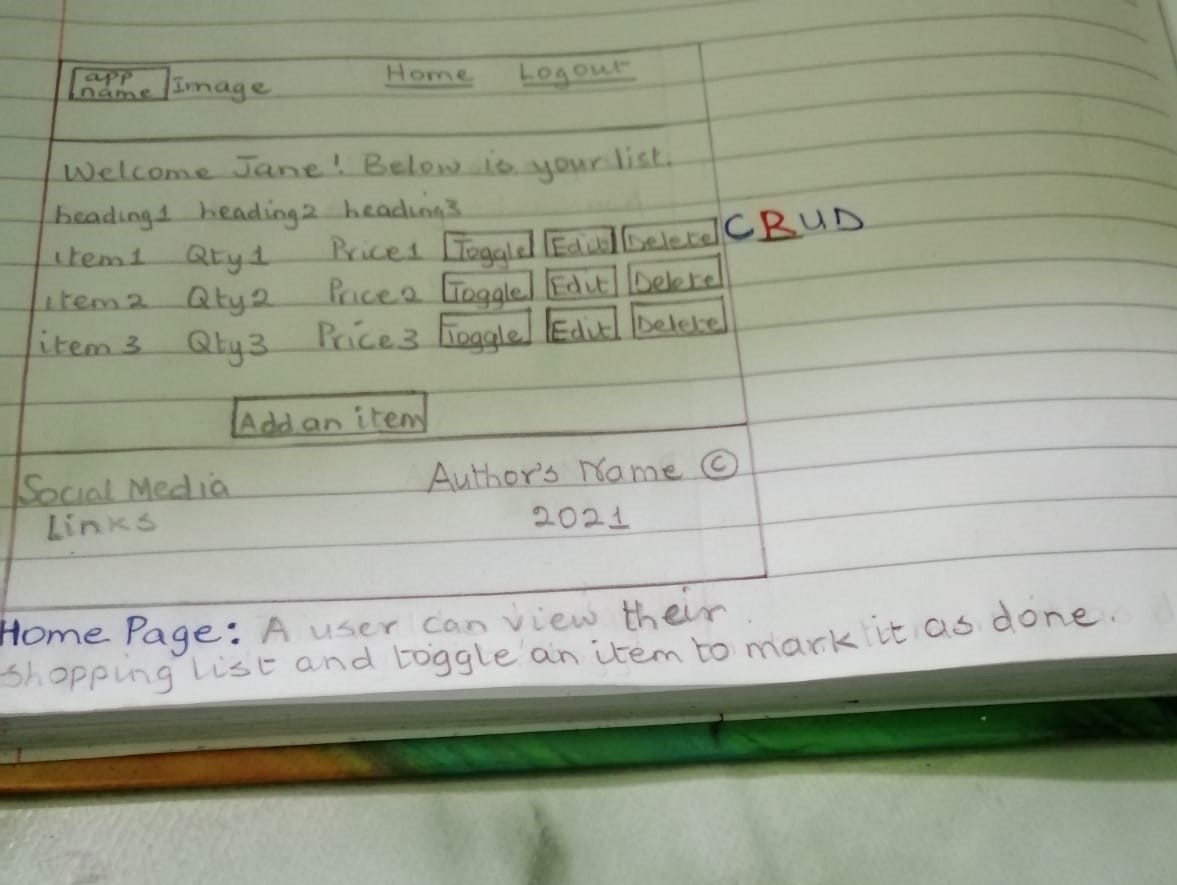 app name Image Home Logout
Welcome Jane! Below is your list.
heading1 heading2 heading3
item1 Qty1 Price1 Toggle Edit Delete CRUD
item2 Qty2 Price2 Toggle Edit Delete
item3 Qty3 Price3 Toggle Edit Delete
Add an item
Social Media Author's Name ©
Links 2021
Home Page: A user can view their
shopping list and toggle an item to mark it as done.